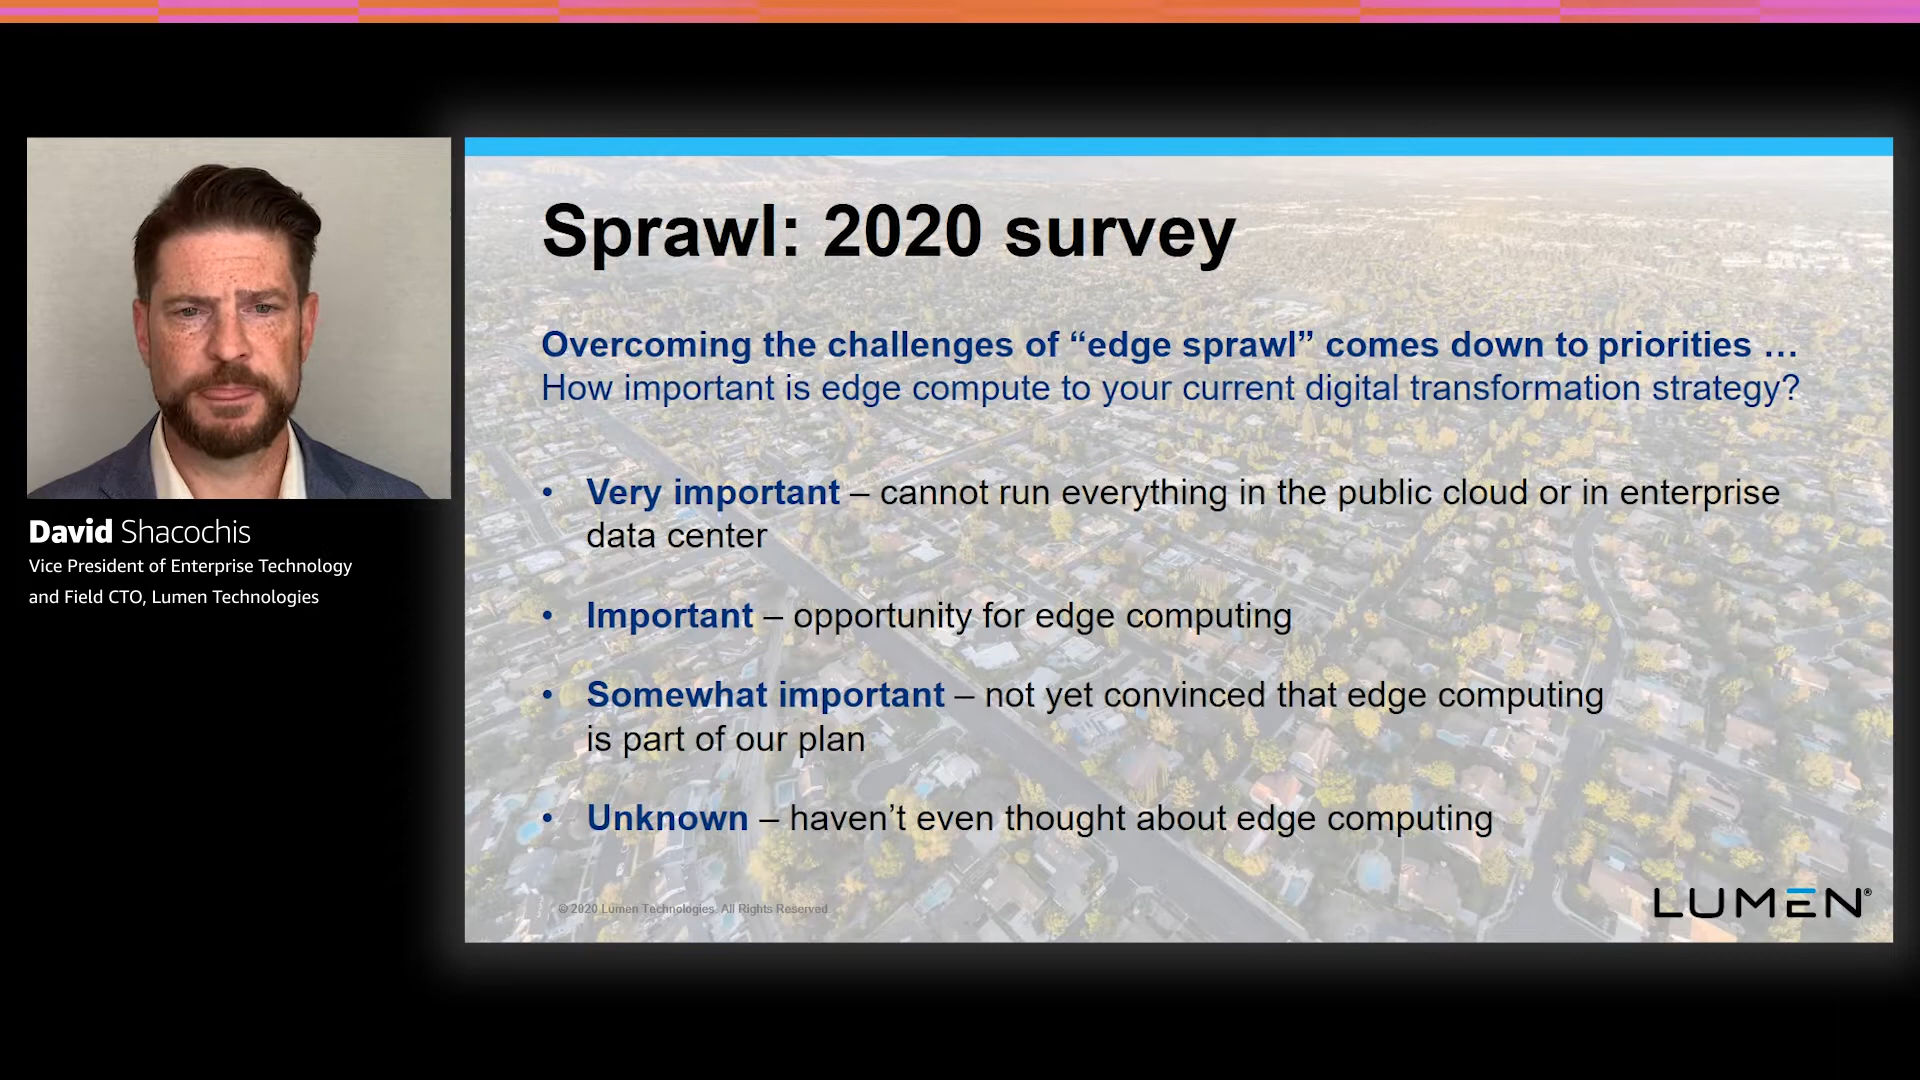 David Shacochis
Vice President of Enterprise Technology
and Field CTO, Lumen Technologies
Sprawl: 2020 survey
Overcoming the challenges of “edge sprawl” comes down to priorities …
How important is edge compute to your current digital transformation strategy?
• Very important – cannot run everything in the public cloud or in enterprise
data center
• Important – opportunity for edge computing
• Somewhat important – not yet convinced that edge computing
is part of our plan
• Unknown – haven’t even thought about edge computing
© 2020 Lumen Technologies. All Rights Reserved.
LUMEN®